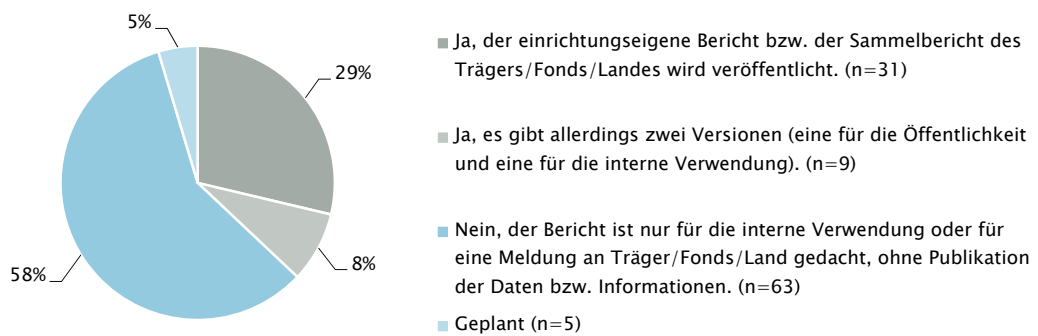 5%
29%
8%
58%
Ja, der einrichtungseigene Bericht bzw. der Sammelbericht des
Trägers/Fonds/Landes wird veröffentlicht. (n=31)
Ja, es gibt allerdings zwei Versionen (eine für die Öffentlichkeit
und eine für die interne Verwendung). (n=9)
Nein, der Bericht ist nur für die interne Verwendung oder für
eine Meldung an Träger/Fonds/Land gedacht, ohne Publikation
der Daten bzw. Informationen. (n=63)
Geplant (n=5)